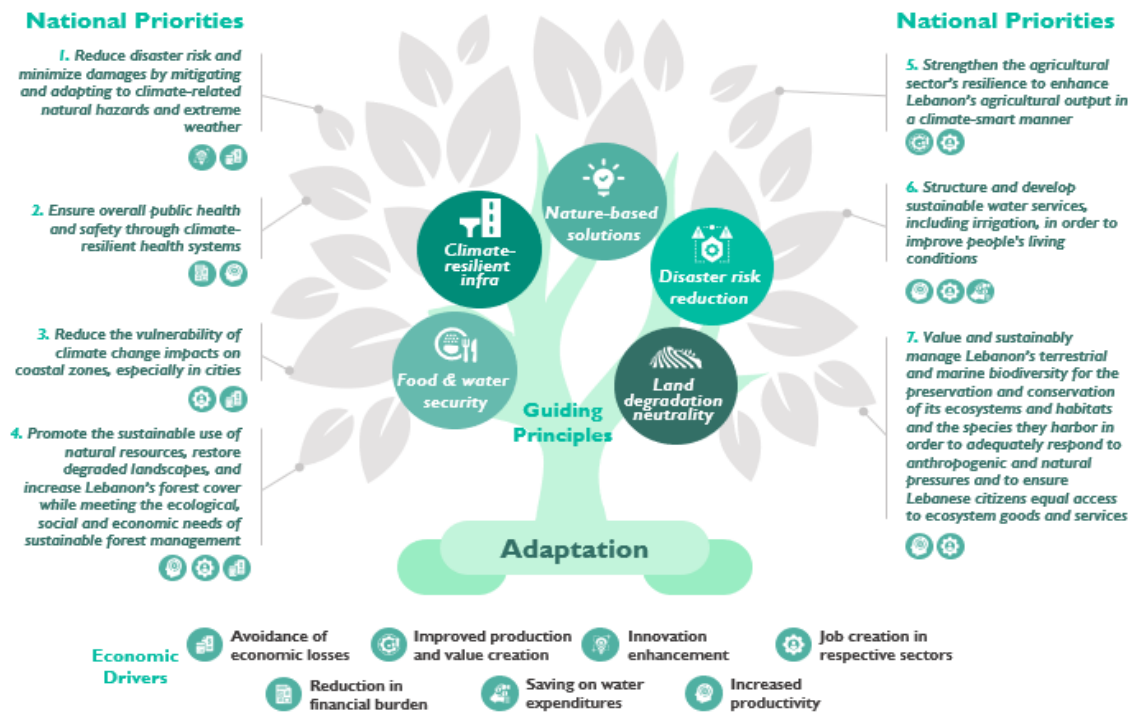 National Priorities
1. Reduce disaster risk and
minimize damages by mitigating
and adapting to climate-related
natural hazards and extreme
weather
2. Ensure overall public health
and safety through climate-
resilient health systems
3. Reduce the vulnerability of
climate change impacts on
coastal zones, especially in cities
4. Promote the sustainable use of
natural resources, restore
degraded landscapes, and
increase Lebanon's forest cover
while meeting the ecological,
social and economic needs of
sustainable forest management
Nature-based
solutions
Climate-
resilient
infra
Disaster risk
reduction
Food & water
security
Land
degradation
neutrality
Guiding
Principles
Adaptation
National Priorities
5. Strengthen the agricultural
sector's resilience to enhance
Lebanon's agricultural output in
a climate-smart manner
6. Structure and develop
sustainable water services,
including irrigation, in order to
improve people's living
conditions
7. Value and sustainably
manage Lebanon's terrestrial
and marine biodiversity for the
preservation and conservation
of its ecosystems and habitats
and the species they harbor in
order to adequately respond to
anthropogenic and natural
pressures and to ensure
Lebanese citizens equal access
to ecosystem goods and services
Economic
Drivers
Avoidance of
economic losses
Improved production
and value creation
Innovation
enhancement
Job creation in
respective sectors
Reduction in
financial burden
Saving on water
expenditures
Increased
productivity